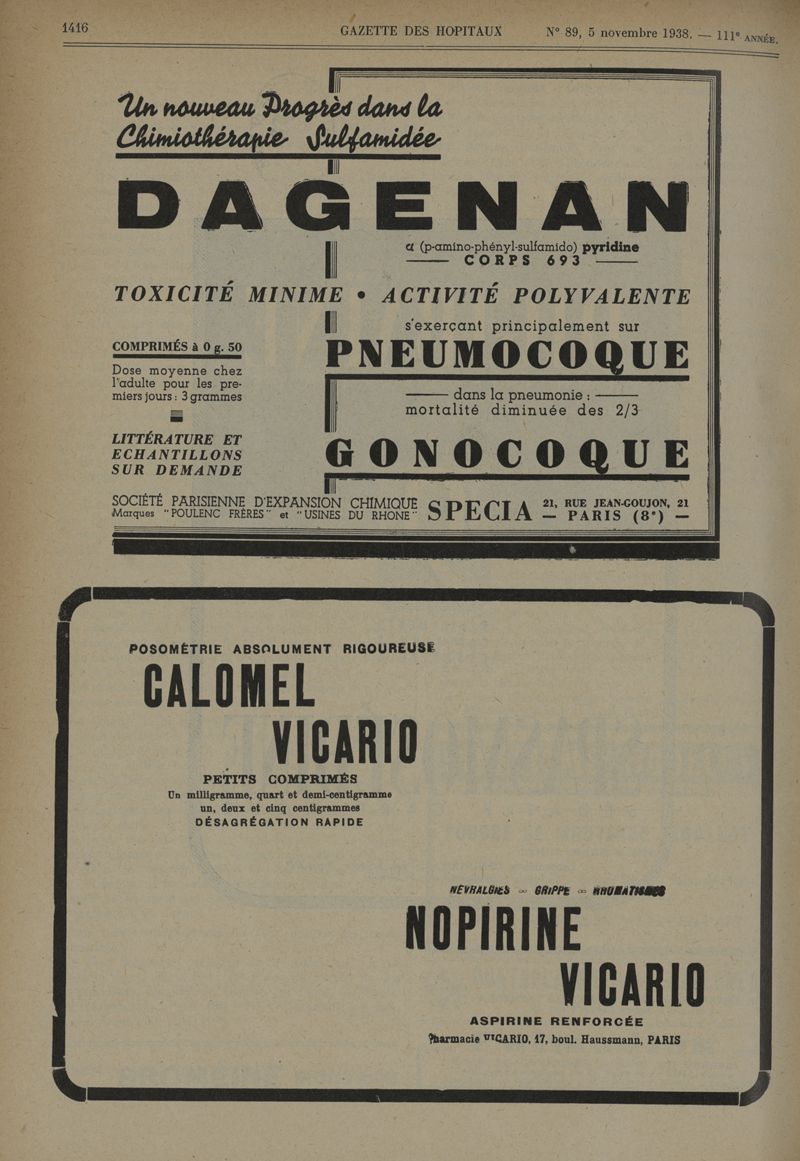 1416
GAZETTE DES HOPITAUX
N° 89, 5 novembre 1938. — 111e ANNÉE.
Un nouveau Progrès dans la
Chimiothérapie Sulfamidée
DAGENAN
α (p-amino-phényl-sulfamido) pyridine
CORPS 693
TOXICITÉ MINIME • ACTIVITÉ POLYVALENTE
s'exerçant principalement sur
PNEUMOCOQUE
COMPRIMÉS à 0 g. 50
Dose moyenne chez
l'adulte pour les pre-
miers jours : 3 grammes
dans la pneumonie :
mortalité diminuée des 2/3
LITTÉRATURE ET
ECHANTILLONS
SUR DEMANDE
GONOCOQUE
SOCIÉTÉ PARISIENNE D'EXPANSION CHIMIQUE
Marques "POULENC FRÈRES" et "USINES DU RHONE"
SPECIA
21, RUE JEAN-GOUJON, 21
— PARIS (8e) —
POSOMÉTRIE ABSOLUMENT RIGOUREUSE
CALOMEL
VICARIO
PETITS COMPRIMÉS
Un milligramme, quart et demi-centigramme
un, deux et cinq centigrammes
DÉSAGRÉGATION RAPIDE
NÉVRALGIES ∞ GRIPPE ∞ RHUMATISMES
NOPIRINE
VICARIO
ASPIRINE RENFORCÉE
Pharmacie VICARIO, 17, boul. Haussmann, PARIS